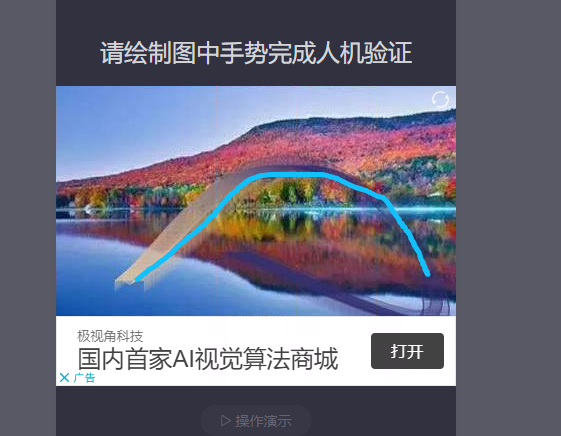 请绘制图中手势完成人机验证
极视角科技
国内首家AI视觉算法商城
打开
广告
操作演示